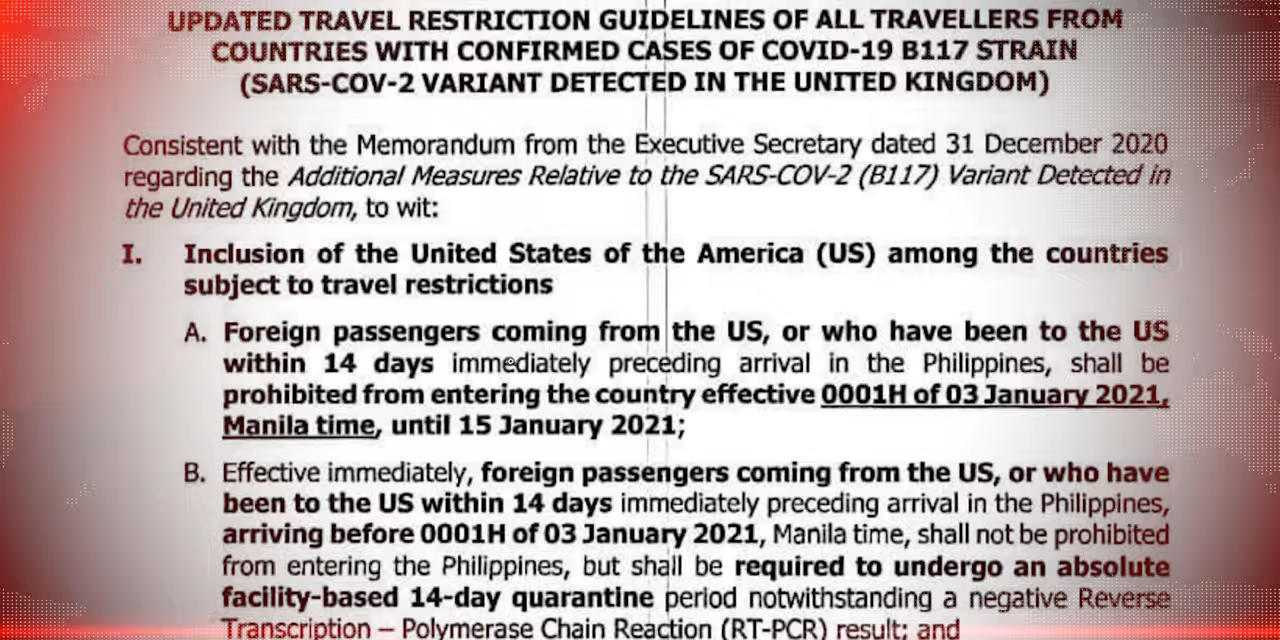 UPDATED TRAVEL RESTRICTION GUIDELINES OF ALL TRAVELLERS FROM
COUNTRIES WITH CONFIRMED CASES OF COVID-19 B117 STRAIN
(SARS-COV-2 VARIANT DETECTED IN THE UNITED KINGDOM)
Consistent with the Memorandum from the Executive Secretary dated 31 December 2020
regarding the Additional Measures Relative to the SARS-COV-2 (B117) Variant Detected in
the United Kingdom, to wit:
I. Inclusion of the United States of the America (US) among the countries
subject to travel restrictions
A. Foreign passengers coming from the US, or who have been to the US
within 14 days immediately preceding arrival in the Philippines, shall be
prohibited from entering the country effective 0001H of 03 January 2021,
Manila time, until 15 January 2021;
B. Effective immediately, foreign passengers coming from the US, or who have
been to the US within 14 days immediately preceding arrival in the Philippines,
arriving before 0001H of 03 January 2021, Manila time, shall not be prohibited
from entering the Philippines, but shall be required to undergo an absolute
facility-based 14-day quarantine period notwithstanding a negative Reverse
Transcription – Polymerase Chain Reaction (RT-PCR) result; and